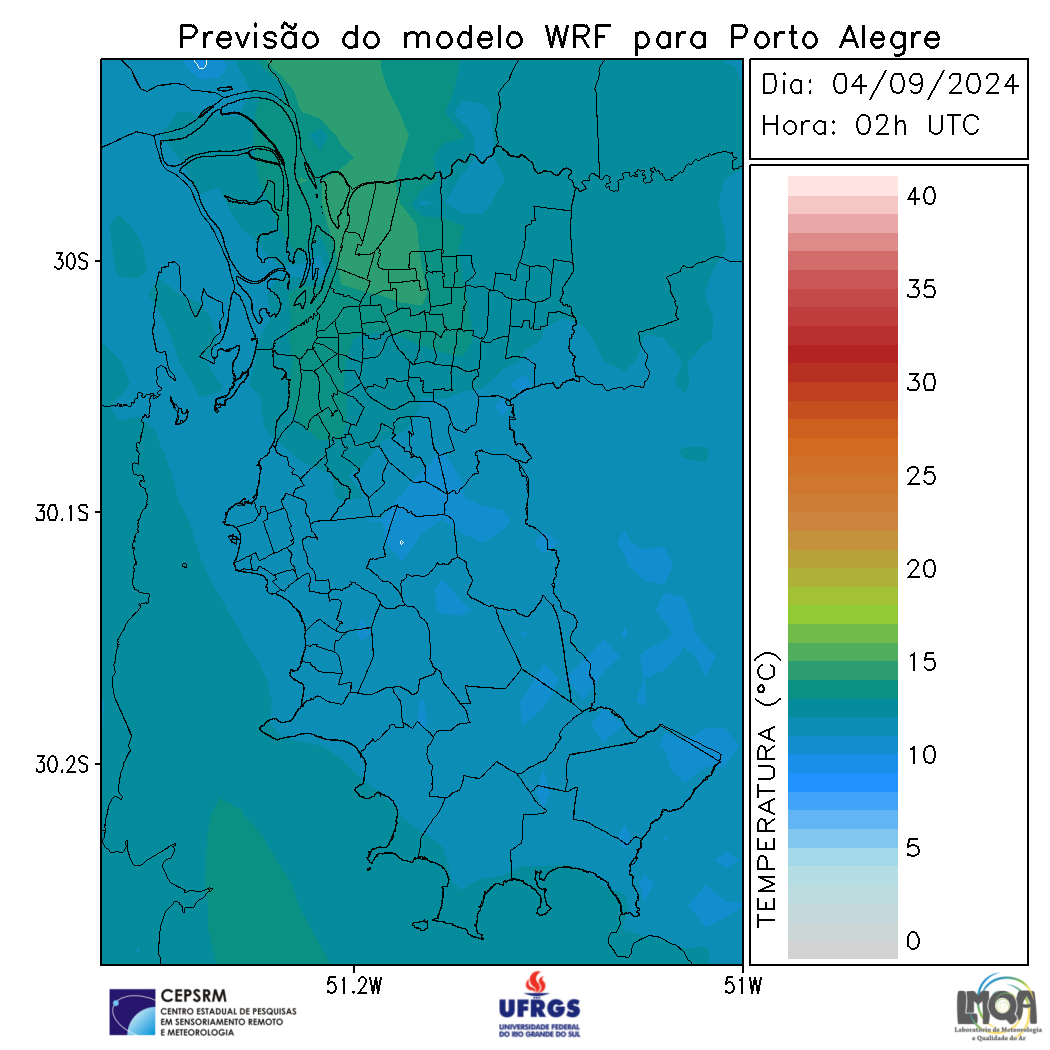 Previsão do modelo WRF para Porto Alegre
Dia: 04/09/2024
Hora: 02h UTC
30S
30.1S
30.2S
51.2W
51W
TEMPERATURA (°C)
40
35
30
25
20
15
10
5
0
CEPSRM
CENTRO ESTADUAL DE PESQUISAS
EM SENSORIAMENTO REMOTO
E METEOROLOGIA
UFRGS
UNIVERSIDADE FEDERAL
DO RIO GRANDE DO SUL
LMQA
Laboratório de Meteorologia
e Qualidade do Ar